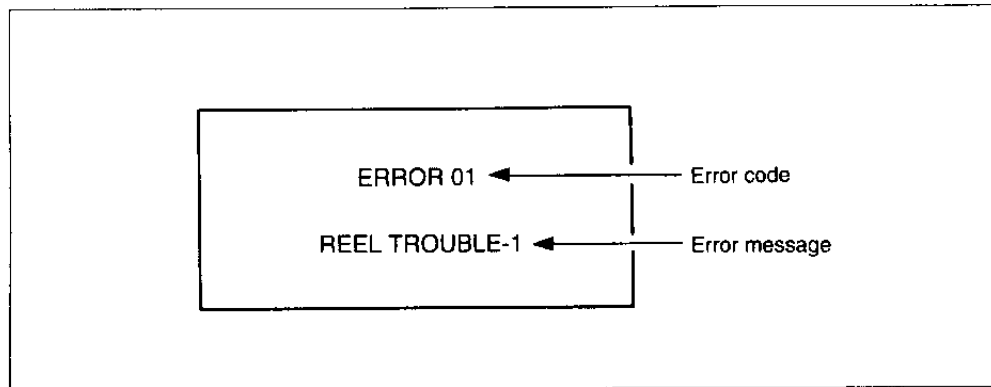 ERROR 01
Error code
REEL TROUBLE-1
Error message